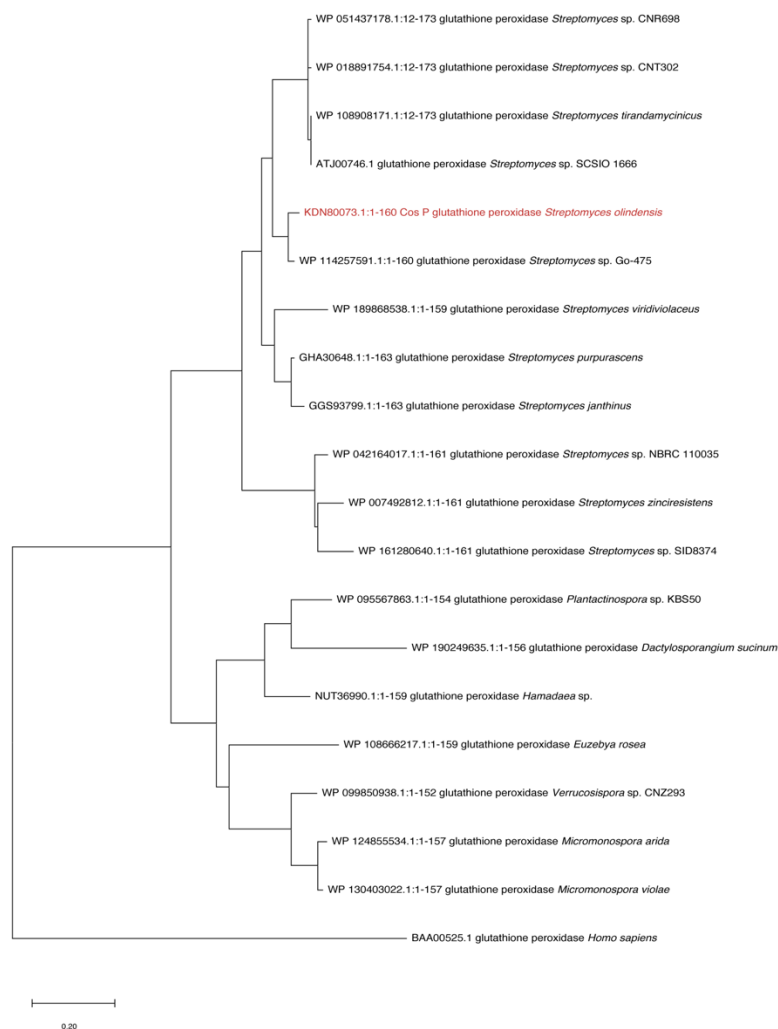 WP 051437178.1:12-173 glutathione peroxidase Streptomyces sp. CNR698
WP 018891754.1:12-173 glutathione peroxidase Streptomyces sp. CNT302
WP 108908171.1:12-173 glutathione peroxidase Streptomyces tirandamycinicus
ATJ00746.1 glutathione peroxidase Streptomyces sp. SCSIO 1666
KDN80073.1:1-160 Cos P glutathione peroxidase Streptomyces olindensis
WP 114257591.1:1-160 glutathione peroxidase Streptomyces sp. Go-475
WP 189868538.1:1-159 glutathione peroxidase Streptomyces viridiviolaceus
GHA30648.1:1-163 glutathione peroxidase Streptomyces purpurascens
GGS93799.1:1-163 glutathione peroxidase Streptomyces janthinus
WP 042164017.1:1-161 glutathione peroxidase Streptomyces sp. NBRC 110035
WP 007492812.1:1-161 glutathione peroxidase Streptomyces zinciresistens
WP 161280640.1:1-161 glutathione peroxidase Streptomyces sp. SID8374
WP 095567863.1:1-154 glutathione peroxidase Plantactinospora sp. KBS50
WP 190249635.1:1-156 glutathione peroxidase Dactylosporangium sucinum
NUT36990.1:1-159 glutathione peroxidase Hamadaea sp.
WP 108666217.1:1-159 glutathione peroxidase Euzebya rosea
WP 099850938.1:1-152 glutathione peroxidase Verrucosispora sp. CNZ293
WP 124855534.1:1-157 glutathione peroxidase Micromonospora arida
WP 130403022.1:1-157 glutathione peroxidase Micromonospora violae
BAA00525.1 glutathione peroxidase Homo sapiens
0.20